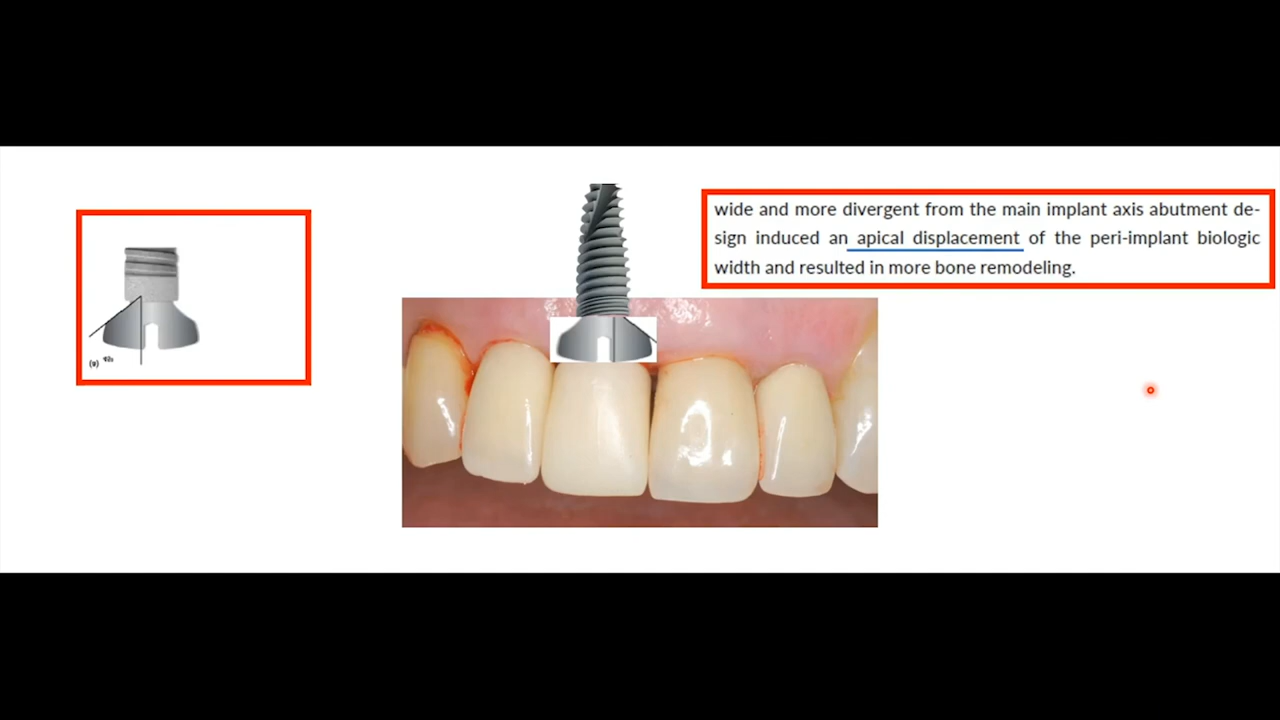 wide and more divergent from the main implant axis abutment de-
sign induced an apical displacement of the peri-implant biologic
width and resulted in more bone remodeling.